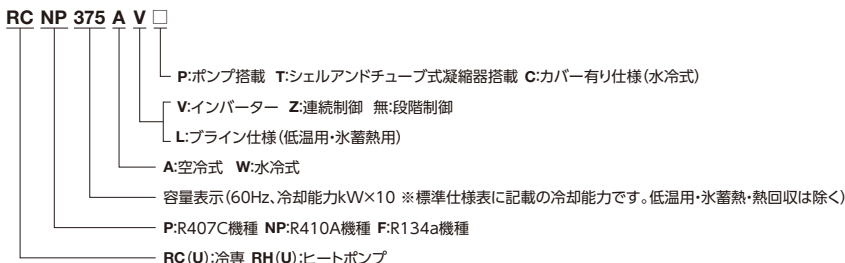 RC NP 375 A V □
P:ポンプ搭載 T:シェルアンドチューブ式凝縮器搭載 C:カバー有り仕様(水冷式)
V:インバーター Z:連続制御 無:段階制御
L:ブライン仕様(低温用・氷蓄熱用)
A:空冷式 W:水冷式
容量表示(60Hz、冷却能力kW×10 ※標準仕様表に記載の冷却能力です。低温用・氷蓄熱・熱回収は除く)
P:R407C機種 NP:R410A機種 F:R134a機種
RC(U):冷専 RH(U):ヒートポンプ